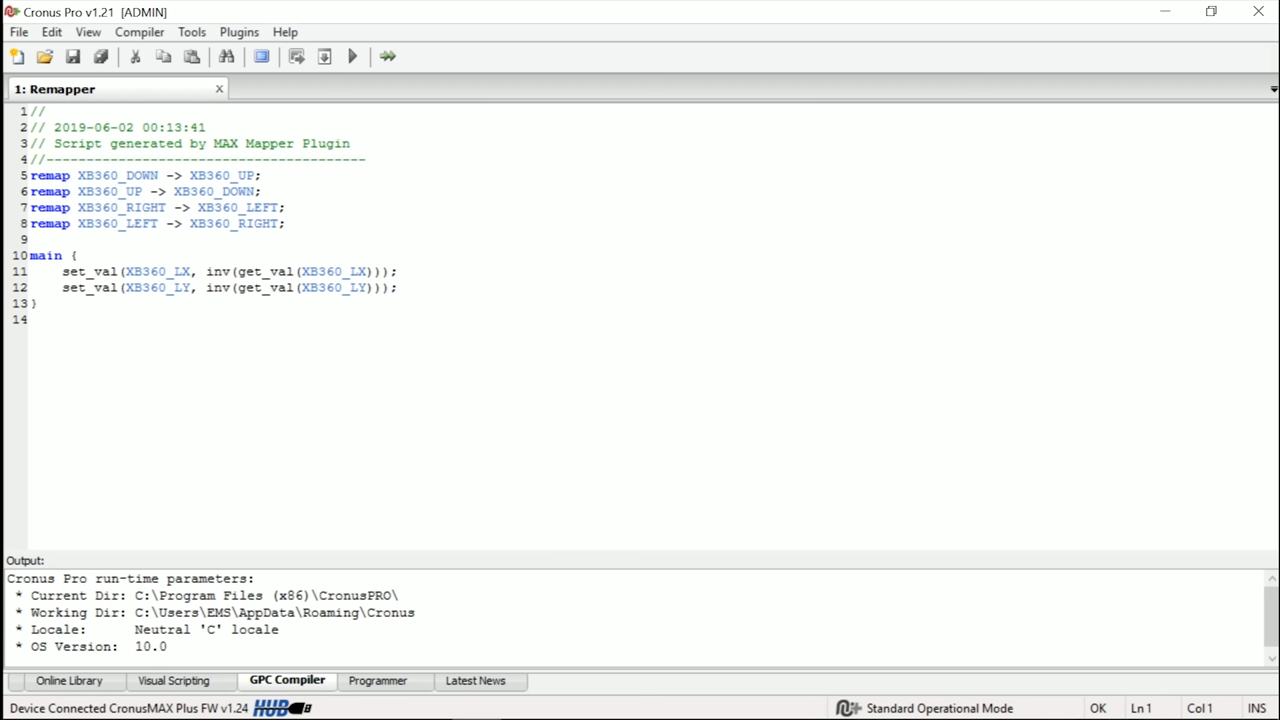 Cronus Pro v1.21 [ADMIN]
File Edit View Compiler Tools Plugins Help
1: Remapper x
1 //
2 // 2019-06-02 00:13:41
3 // Script generated by MAX Mapper Plugin
4 //----------------------------------------
5 remap XB360_DOWN -> XB360_UP;
6 remap XB360_UP -> XB360_DOWN;
7 remap XB360_RIGHT -> XB360_LEFT;
8 remap XB360_LEFT -> XB360_RIGHT;
9
10 main {
11 set_val(XB360_LX, inv(get_val(XB360_LX)));
12 set_val(XB360_LY, inv(get_val(XB360_LY)));
13 }
14
Output:
Cronus Pro run-time parameters:
* Current Dir: C:\Program Files (x86)\CronusPRO\
* Working Dir: C:\Users\EMS\AppData\Roaming\Cronus
* Locale: Neutral 'C' locale
* OS Version: 10.0
Online Library Visual Scripting GPC Compiler Programmer Latest News
Device Connected CronusMAX Plus FW v1.24 HUB Standard Operational Mode OK Ln 1 Col 1 INS